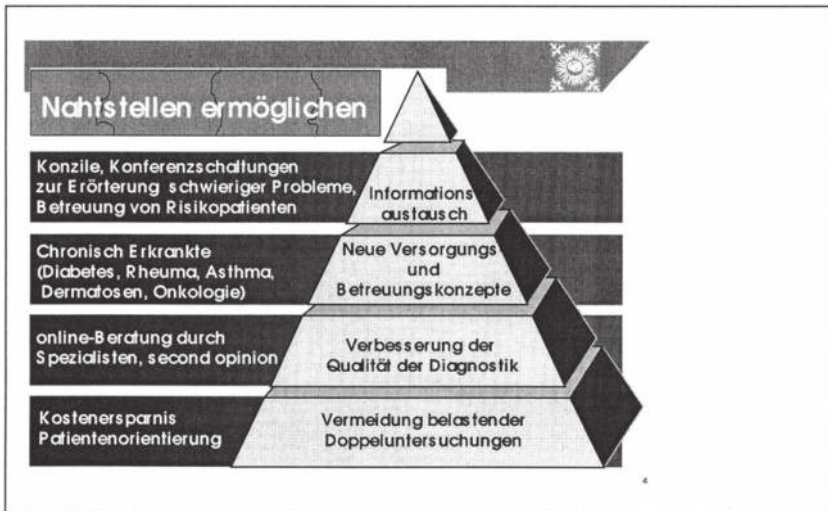 Nahtstellen ermöglichen
Konzile, Konferenzschaltungen
zur Erörterung schwieriger Probleme,
Betreuung von Risikopatienten
Informations
austausch
Chronisch Erkrankte
(Diabetes, Rheuma, Asthma,
Dermatosen, Onkologie)
Neue Versorgungs
und
Betreuungskonzepte
online-Beratung durch
Spezialisten, second opinion
Verbesserung der
Qualität der Diagnostik
Kostenersparnis
Patientenorientierung
Vermeidung belastender
Doppeluntersuchungen
4